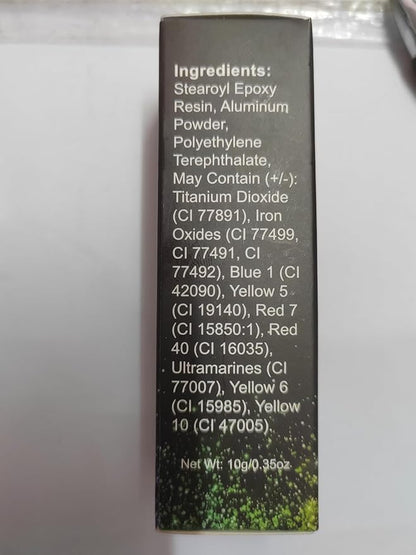 Ingredients:
Stearoyl Epoxy
Resin, Aluminum
Powder,
Polyethylene
Terephthalate,
May Contain (+/-):
Titanium Dioxide
(CI 77891), Iron
Oxides (CI 77499,
CI 77491, CI
77492), Blue 1 (CI
42090), Yellow 5
(CI 19140), Red 7
(CI 15850:1), Red
40 (CI 16035),
Ultramarines (CI
77007), Yellow 6
(CI 15985), Yellow
10 (CI 47005).
Net Wt: 10g/0.35oz